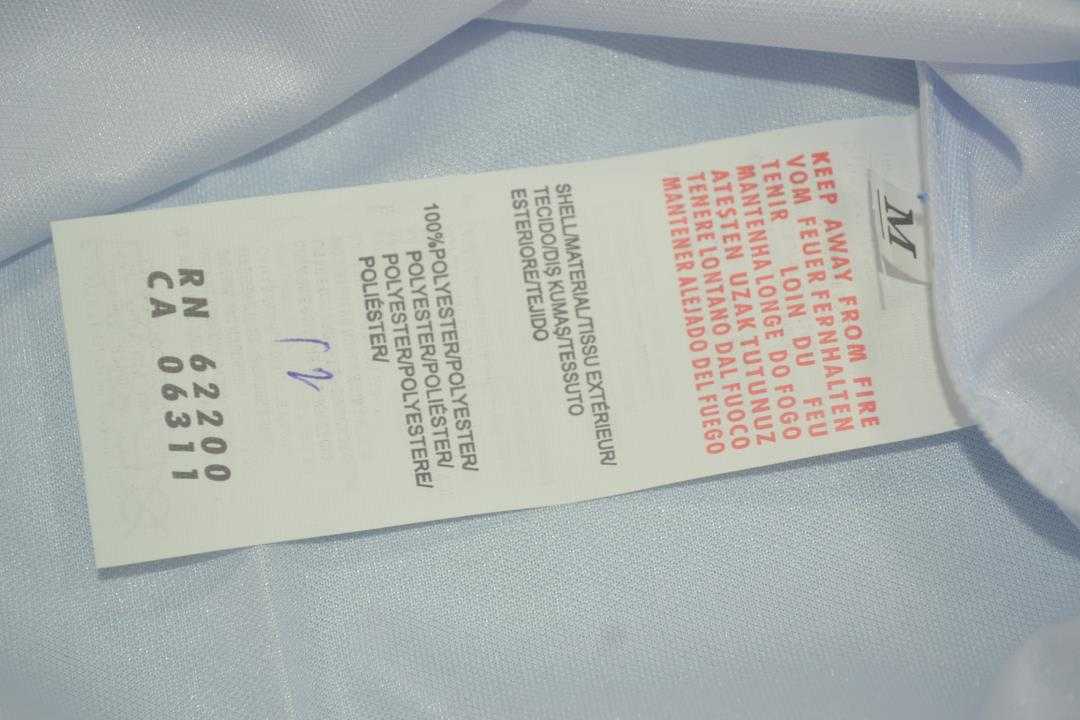 M
KEEP AWAY FROM FIRE
VOM FEUER FERNHALTEN
TENIR LOIN DU FEU
MANTENHA LONGE DO FOGO
ATEŞTEN UZAK TUTUNUZ
TENERE LONTANO DAL FUOCO
MANTENER ALEJADO DEL FUEGO
SHELL/MATERIAL/TISSU EXTÉRIEUR/
TECIDO/DIŞ KUMAŞ/TESSUTO
ESTERIORE/TEJIDO
100%POLYESTER/POLYESTER/
POLYESTER/POLIÉSTER/
POLYESTER/POLYESTERE/
POLIÉSTER/
RN 62200
CA 06311